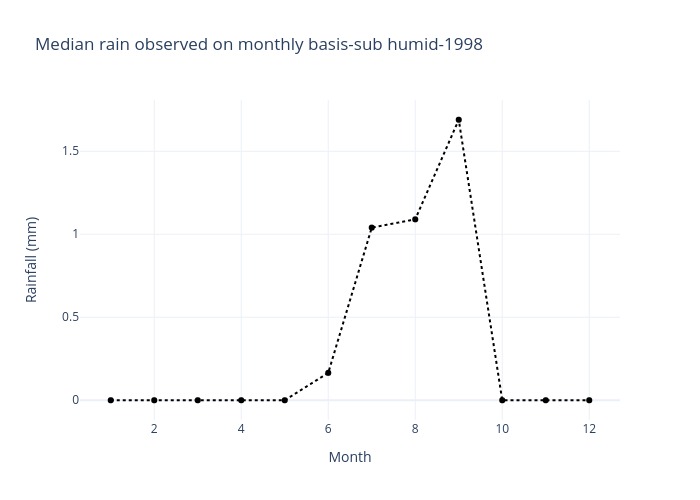 Median rain observed on monthly basis-sub humid-1998
1.5
1
0.5
0
Rainfall (mm)
2 4 6 8 10 12
Month